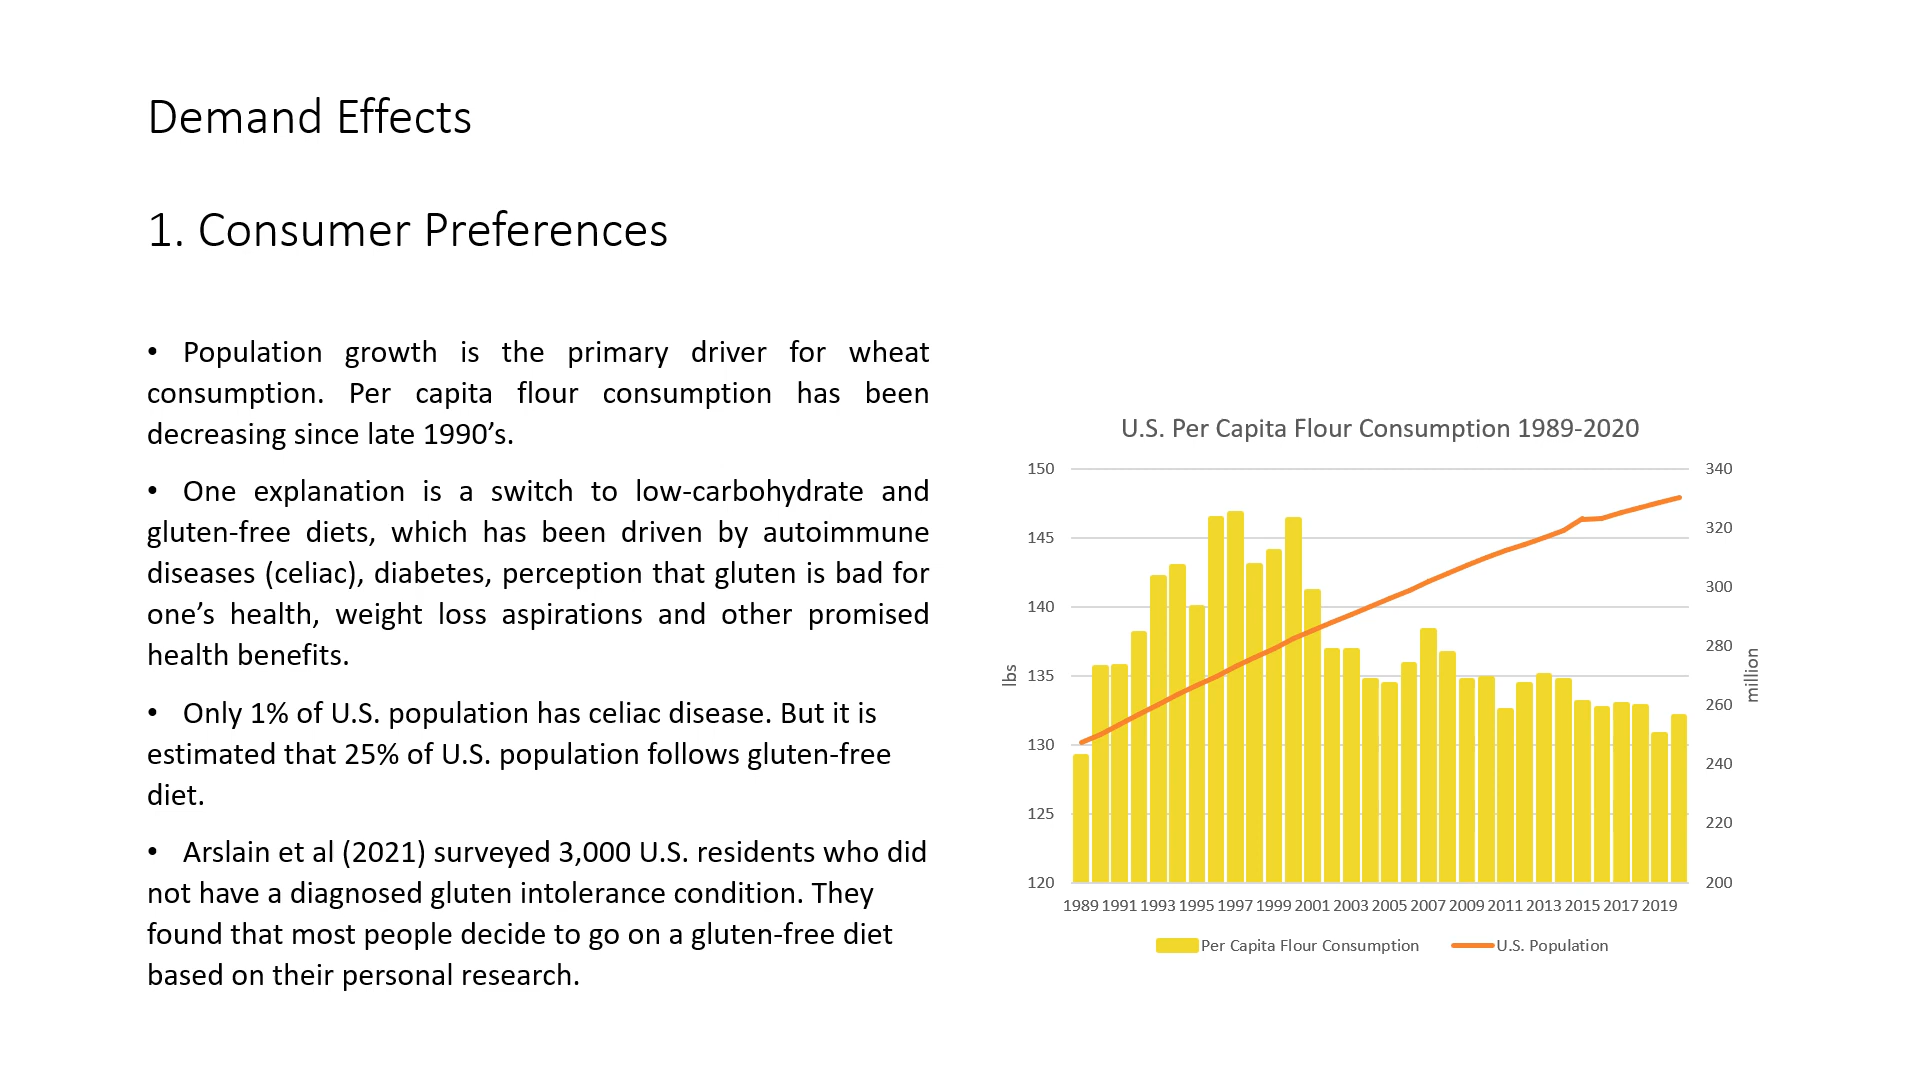 Demand Effects
1. Consumer Preferences
• Population growth is the primary driver for wheat
consumption. Per capita flour consumption has been
decreasing since late 1990’s.
• One explanation is a switch to low-carbohydrate and
gluten-free diets, which has been driven by autoimmune
diseases (celiac), diabetes, perception that gluten is bad for
one’s health, weight loss aspirations and other promised
health benefits.
• Only 1% of U.S. population has celiac disease. But it is
estimated that 25% of U.S. population follows gluten-free
diet.
• Arslain et al (2021) surveyed 3,000 U.S. residents who did
not have a diagnosed gluten intolerance condition. They
found that most people decide to go on a gluten-free diet
based on their personal research.
U.S. Per Capita Flour Consumption 1989-2020
150
145
140
135
130
125
120
lbs
340
320
300
280
260
240
220
200
million
1989 1991 1993 1995 1997 1999 2001 2003 2005 2007 2009 2011 2013 2015 2017 2019
Per Capita Flour Consumption
U.S. Population